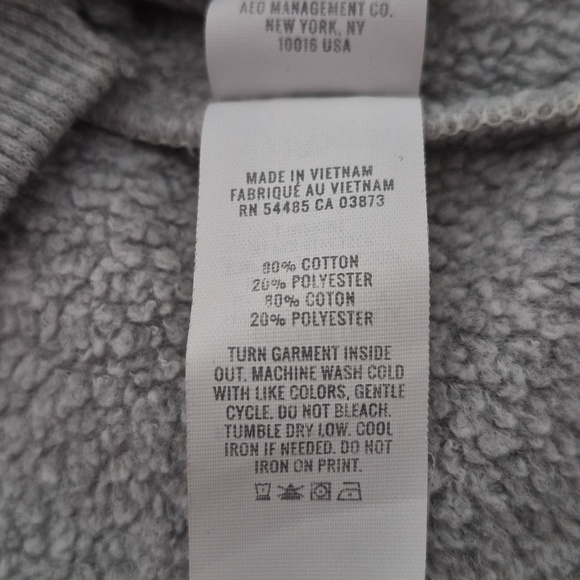 AEO MANAGEMENT CO.
NEW YORK, NY
10016 USA
MADE IN VIETNAM
FABRIQUÉ AU VIETNAM
RN 54485 CA 03873
80% COTTON
20% POLYESTER
80% COTON
20% POLYESTER
TURN GARMENT INSIDE
OUT. MACHINE WASH COLD
WITH LIKE COLORS, GENTLE
CYCLE. DO NOT BLEACH.
TUMBLE DRY LOW. COOL
IRON IF NEEDED. DO NOT
IRON ON PRINT.